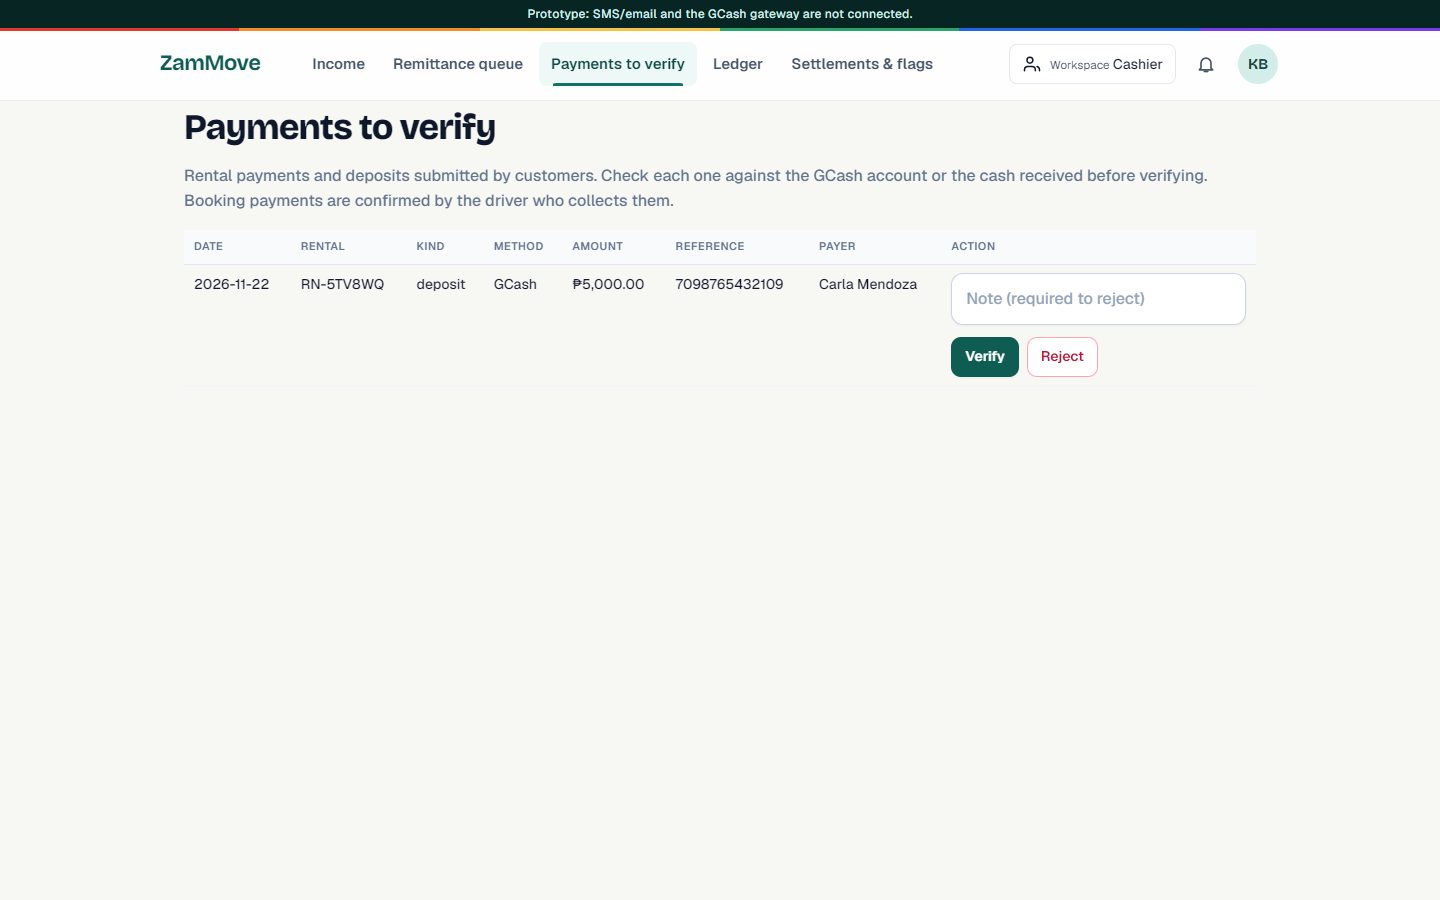 Prototype: SMS/email and the GCash gateway are not connected.
ZamMove Income Remittance queue Payments to verify Ledger Settlements & flags Workspace Cashier KB
Payments to verify
Rental payments and deposits submitted by customers. Check each one against the GCash account or the cash received before verifying.
Booking payments are confirmed by the driver who collects them.
DATE RENTAL KIND METHOD AMOUNT REFERENCE PAYER ACTION
2026-11-22 RN-5TV8WQ deposit GCash ₱5,000.00 7098765432109 Carla Mendoza Note (required to reject)
Verify Reject